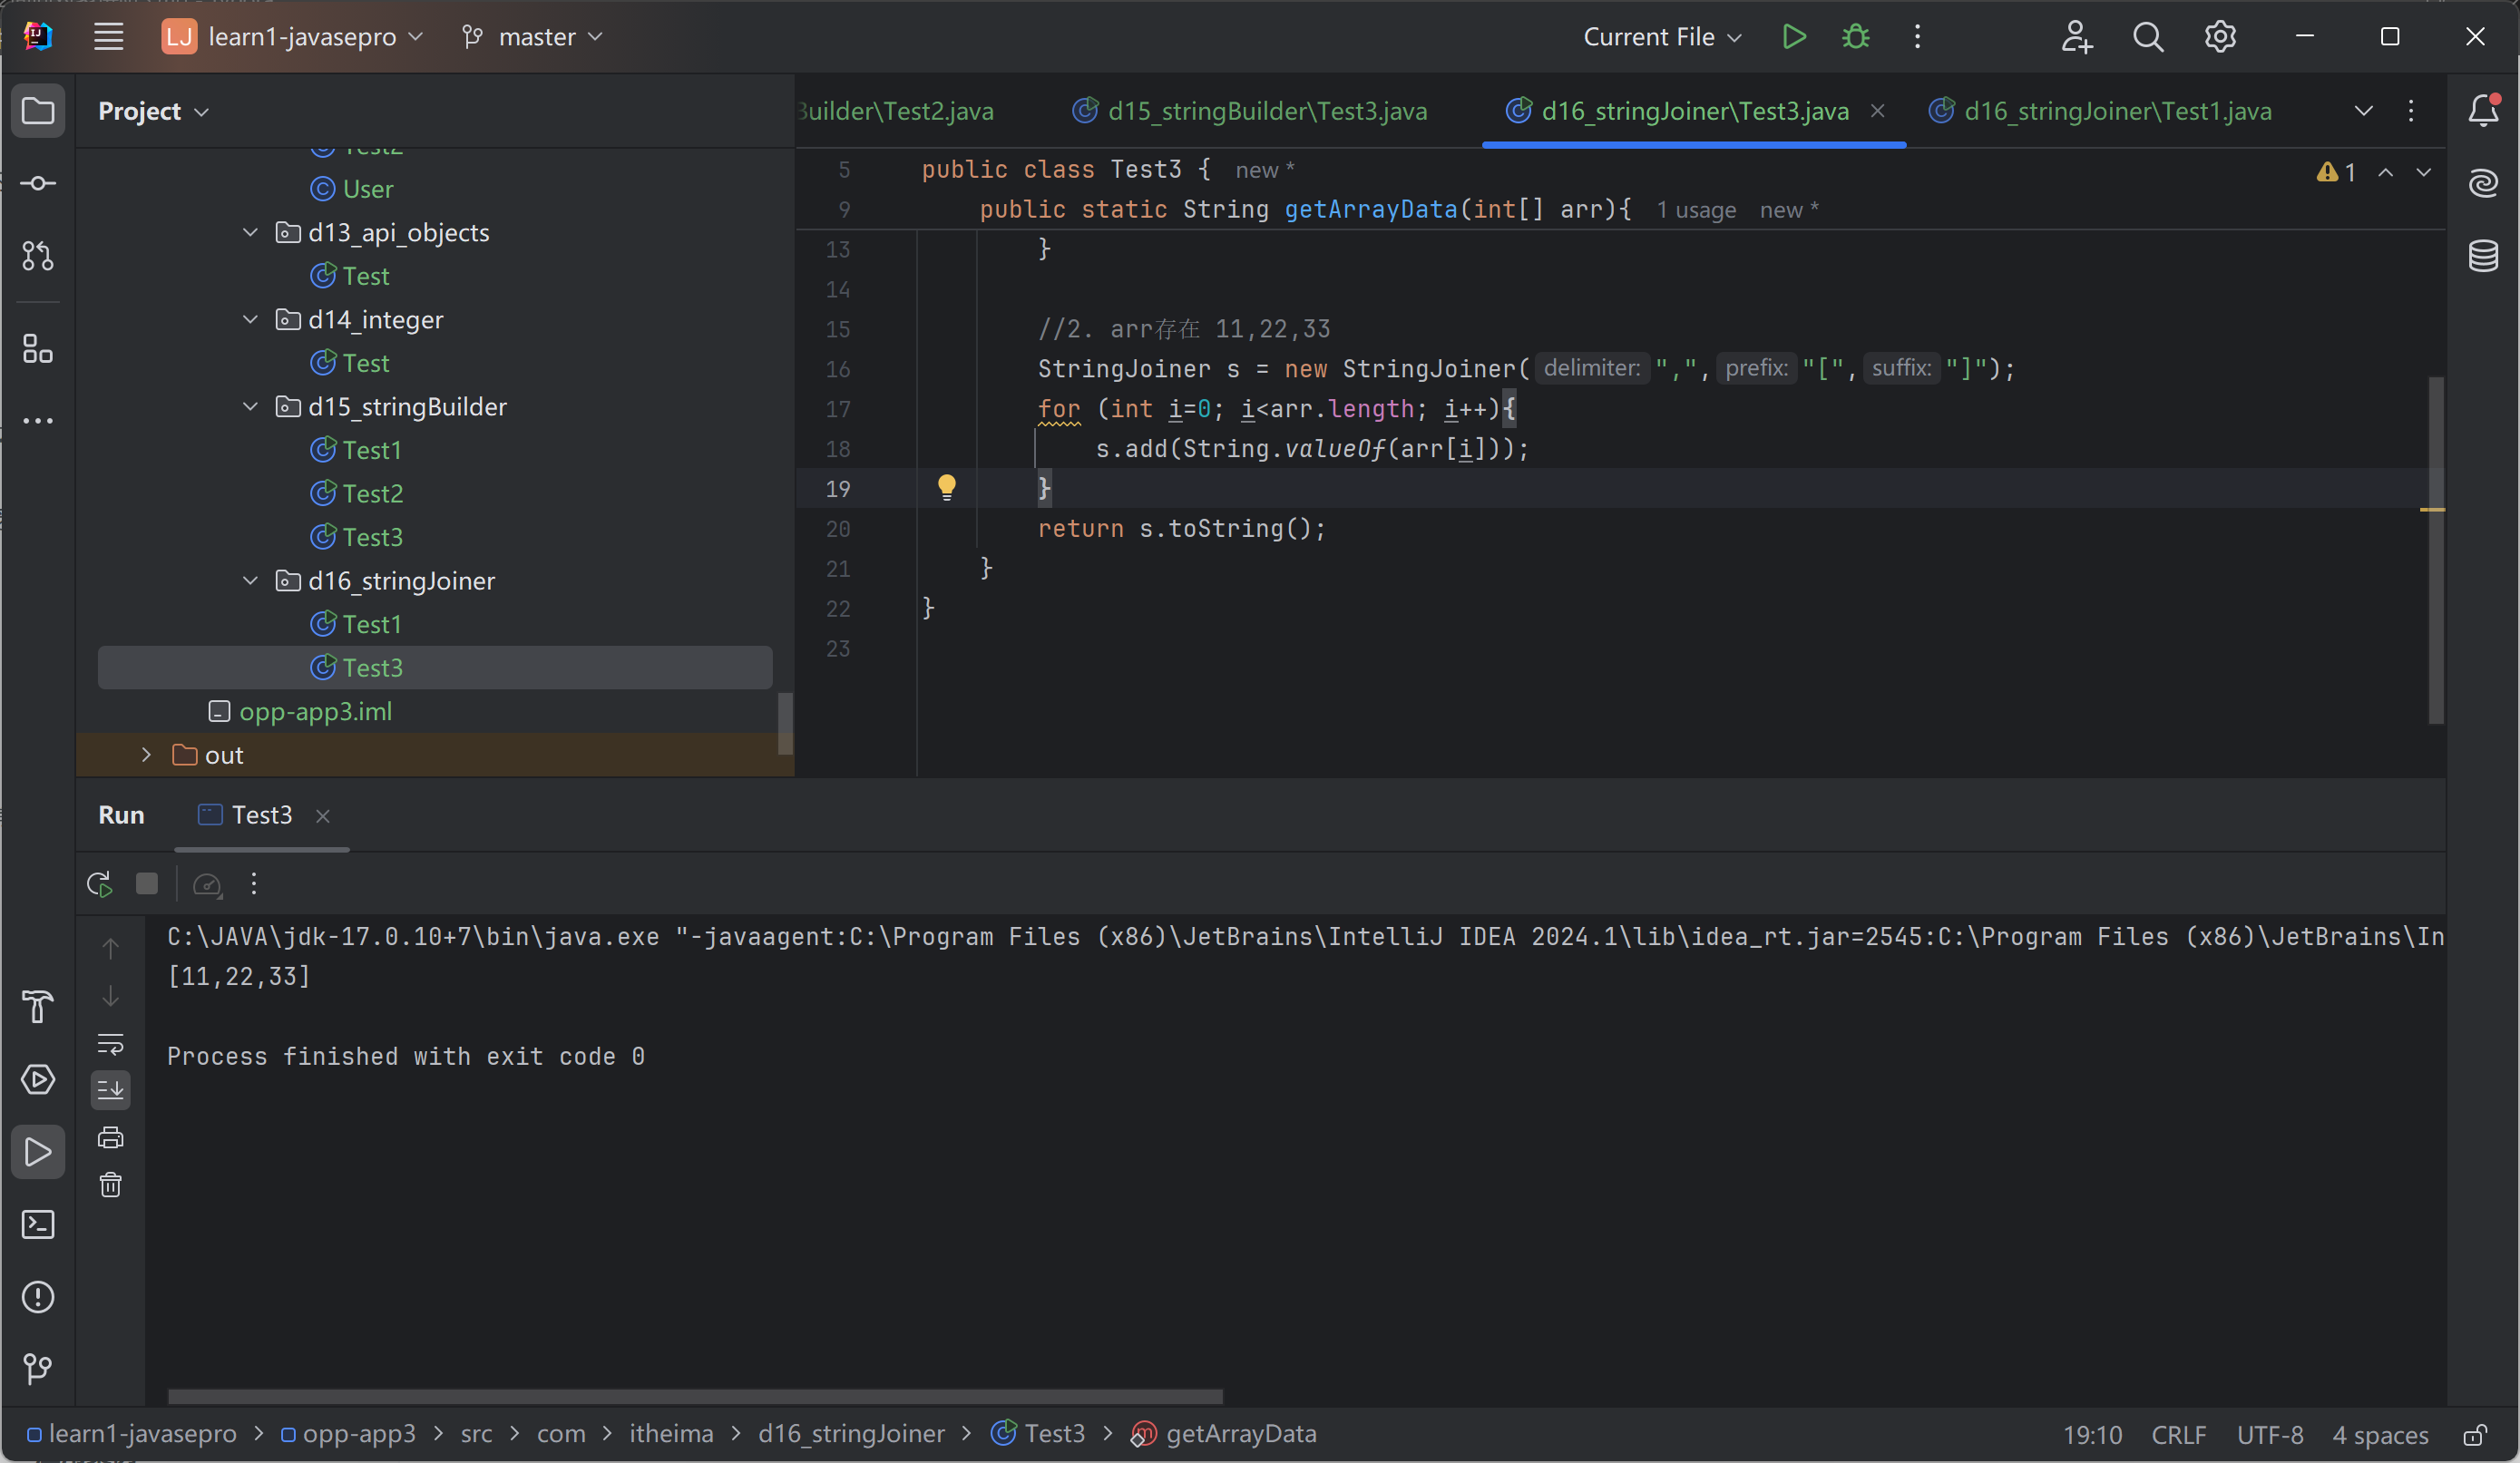 LJ learn1-javasepro master Current File
Project
Builder\Test2.java d15_stringBuilder\Test3.java d16_stringJoiner\Test3.java d16_stringJoiner\Test1.java
Test2
User
d13_api_objects
Test
d14_integer
Test
d15_stringBuilder
Test1
Test2
Test3
d16_stringJoiner
Test1
Test3
opp-app3.iml
out
5 public class Test3 { new *
9 public static String getArrayData(int[] arr){ 1 usage new *
1
13 }
14
15 //2. arr存在 11,22,33
16 StringJoiner s = new StringJoiner( delimiter: ",", prefix: "[", suffix: "]");
17 for (int i=0; i<arr.length; i++){
18 s.add(String.valueOf(arr[i]));
19 }
20 return s.toString();
21 }
22 }
23
Run Test3
C:\JAVA\jdk-17.0.10+7\bin\java.exe "-javaagent:C:\Program Files (x86)\JetBrains\IntelliJ IDEA 2024.1\lib\idea_rt.jar=2545:C:\Program Files (x86)\JetBrains\In
[11,22,33]
Process finished with exit code 0
learn1-javasepro > opp-app3 > src > com > itheima > d16_stringJoiner > Test3 > getArrayData 19:10 CRLF UTF-8 4 spaces